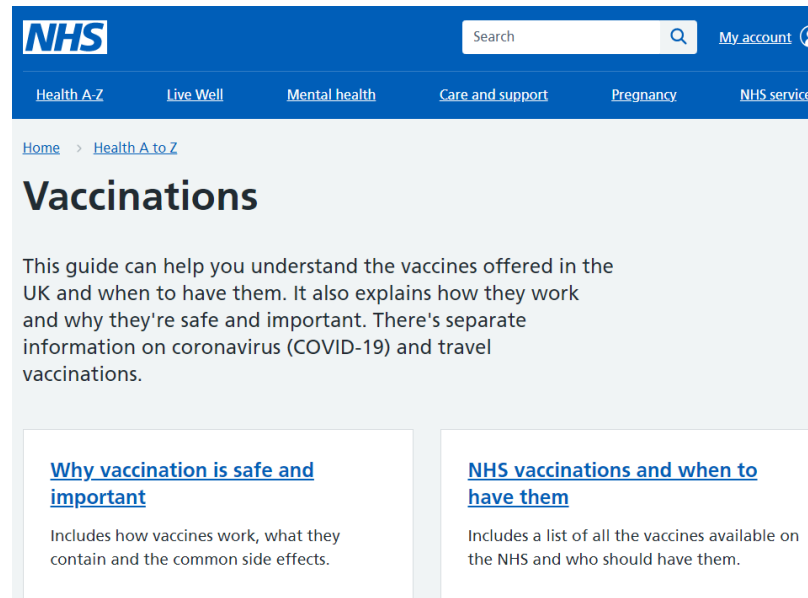 NHS
Search
My account
Health A-Z
Live Well
Mental health
Care and support
Pregnancy
NHS service
Home > Health A to Z
Vaccinations
This guide can help you understand the vaccines offered in the
UK and when to have them. It also explains how they work
and why they're safe and important. There's separate
information on coronavirus (COVID-19) and travel
vaccinations.
Why vaccination is safe and
important
Includes how vaccines work, what they
contain and the common side effects.
NHS vaccinations and when to
have them
Includes a list of all the vaccines available on
the NHS and who should have them.